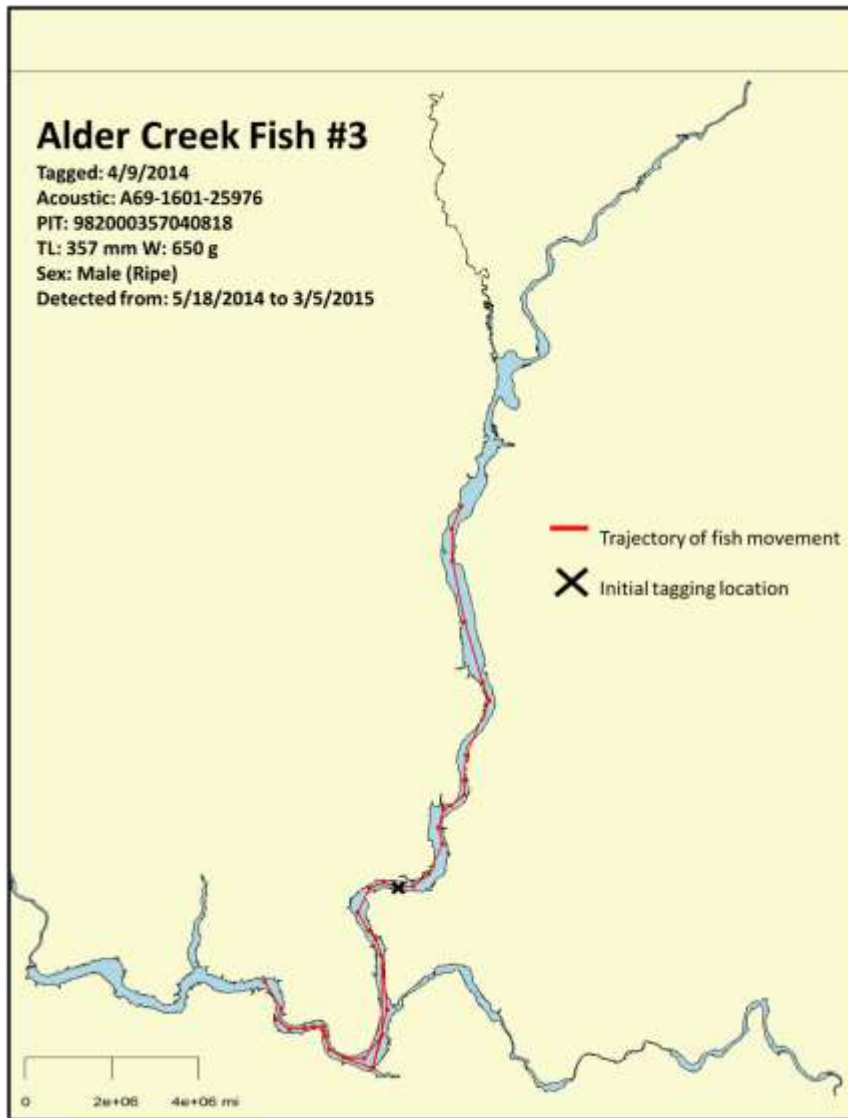 Alder Creek Fish #3
Tagged: 4/9/2014
Acoustic: A69-1601-25976
PIT: 982000357040818
TL: 357 mm W: 650 g
Sex: Male (Ripe)
Detected from: 5/18/2014 to 3/5/2015
Trajectory of fish movement
Initial tagging location
0 2e+06 4e+06 mi